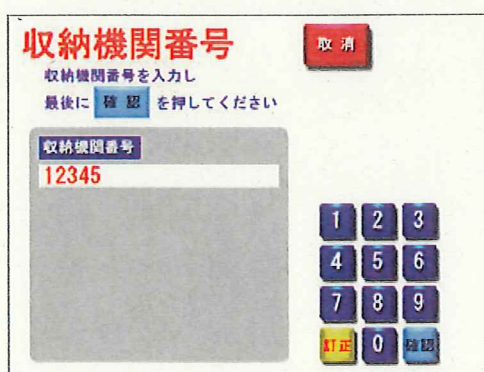 収納機関番号
取消
収納機関番号を入力し
最後に 確認 を押してください
収納機関番号
12345
1 2 3
4 5 6
7 8 9
訂正 0 確認